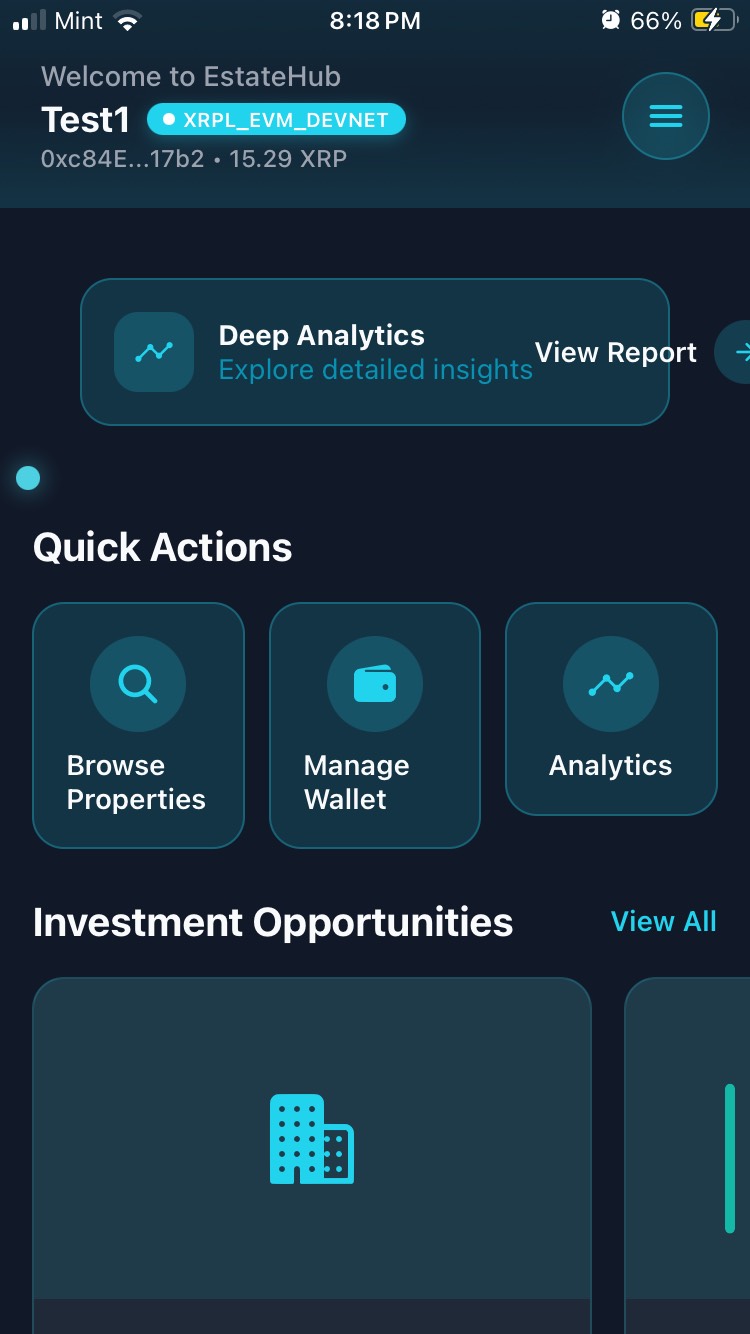 Mint 8:18 PM 66%
Welcome to EstateHub
Test1 XRPL_EVM_DEVNET
0xc84E...17b2 • 15.29 XRP
Deep Analytics
Explore detailed insights
View Report
Quick Actions
Browse
Properties
Manage
Wallet
Analytics
Investment Opportunities View All